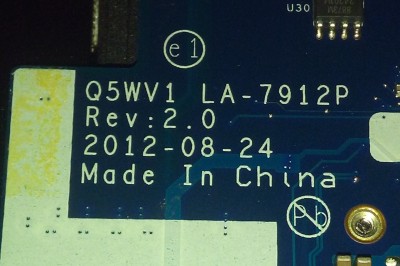 U30
e1
Q5WV1 LA-7912P
Rev:2.0
2012-08-24
Made In China
Pb